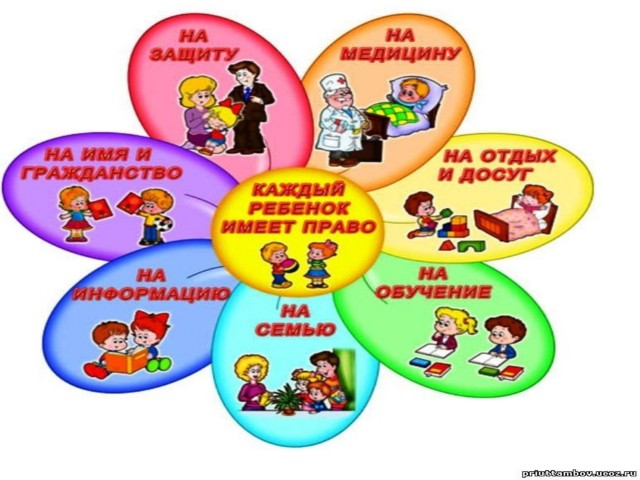 КАЖДЫЙ
РЕБЕНОК
ИМЕЕТ ПРАВО
НА
ЗАЩИТУ
НА
МЕДИЦИНУ
НА ОТДЫХ
И ДОСУГ
НА
ОБУЧЕНИЕ
НА
СЕМЬЮ
НА
ИНФОРМАЦИЮ
НА ИМЯ И
ГРАЖДАНСТВО
priuttambov.ucoz.ru